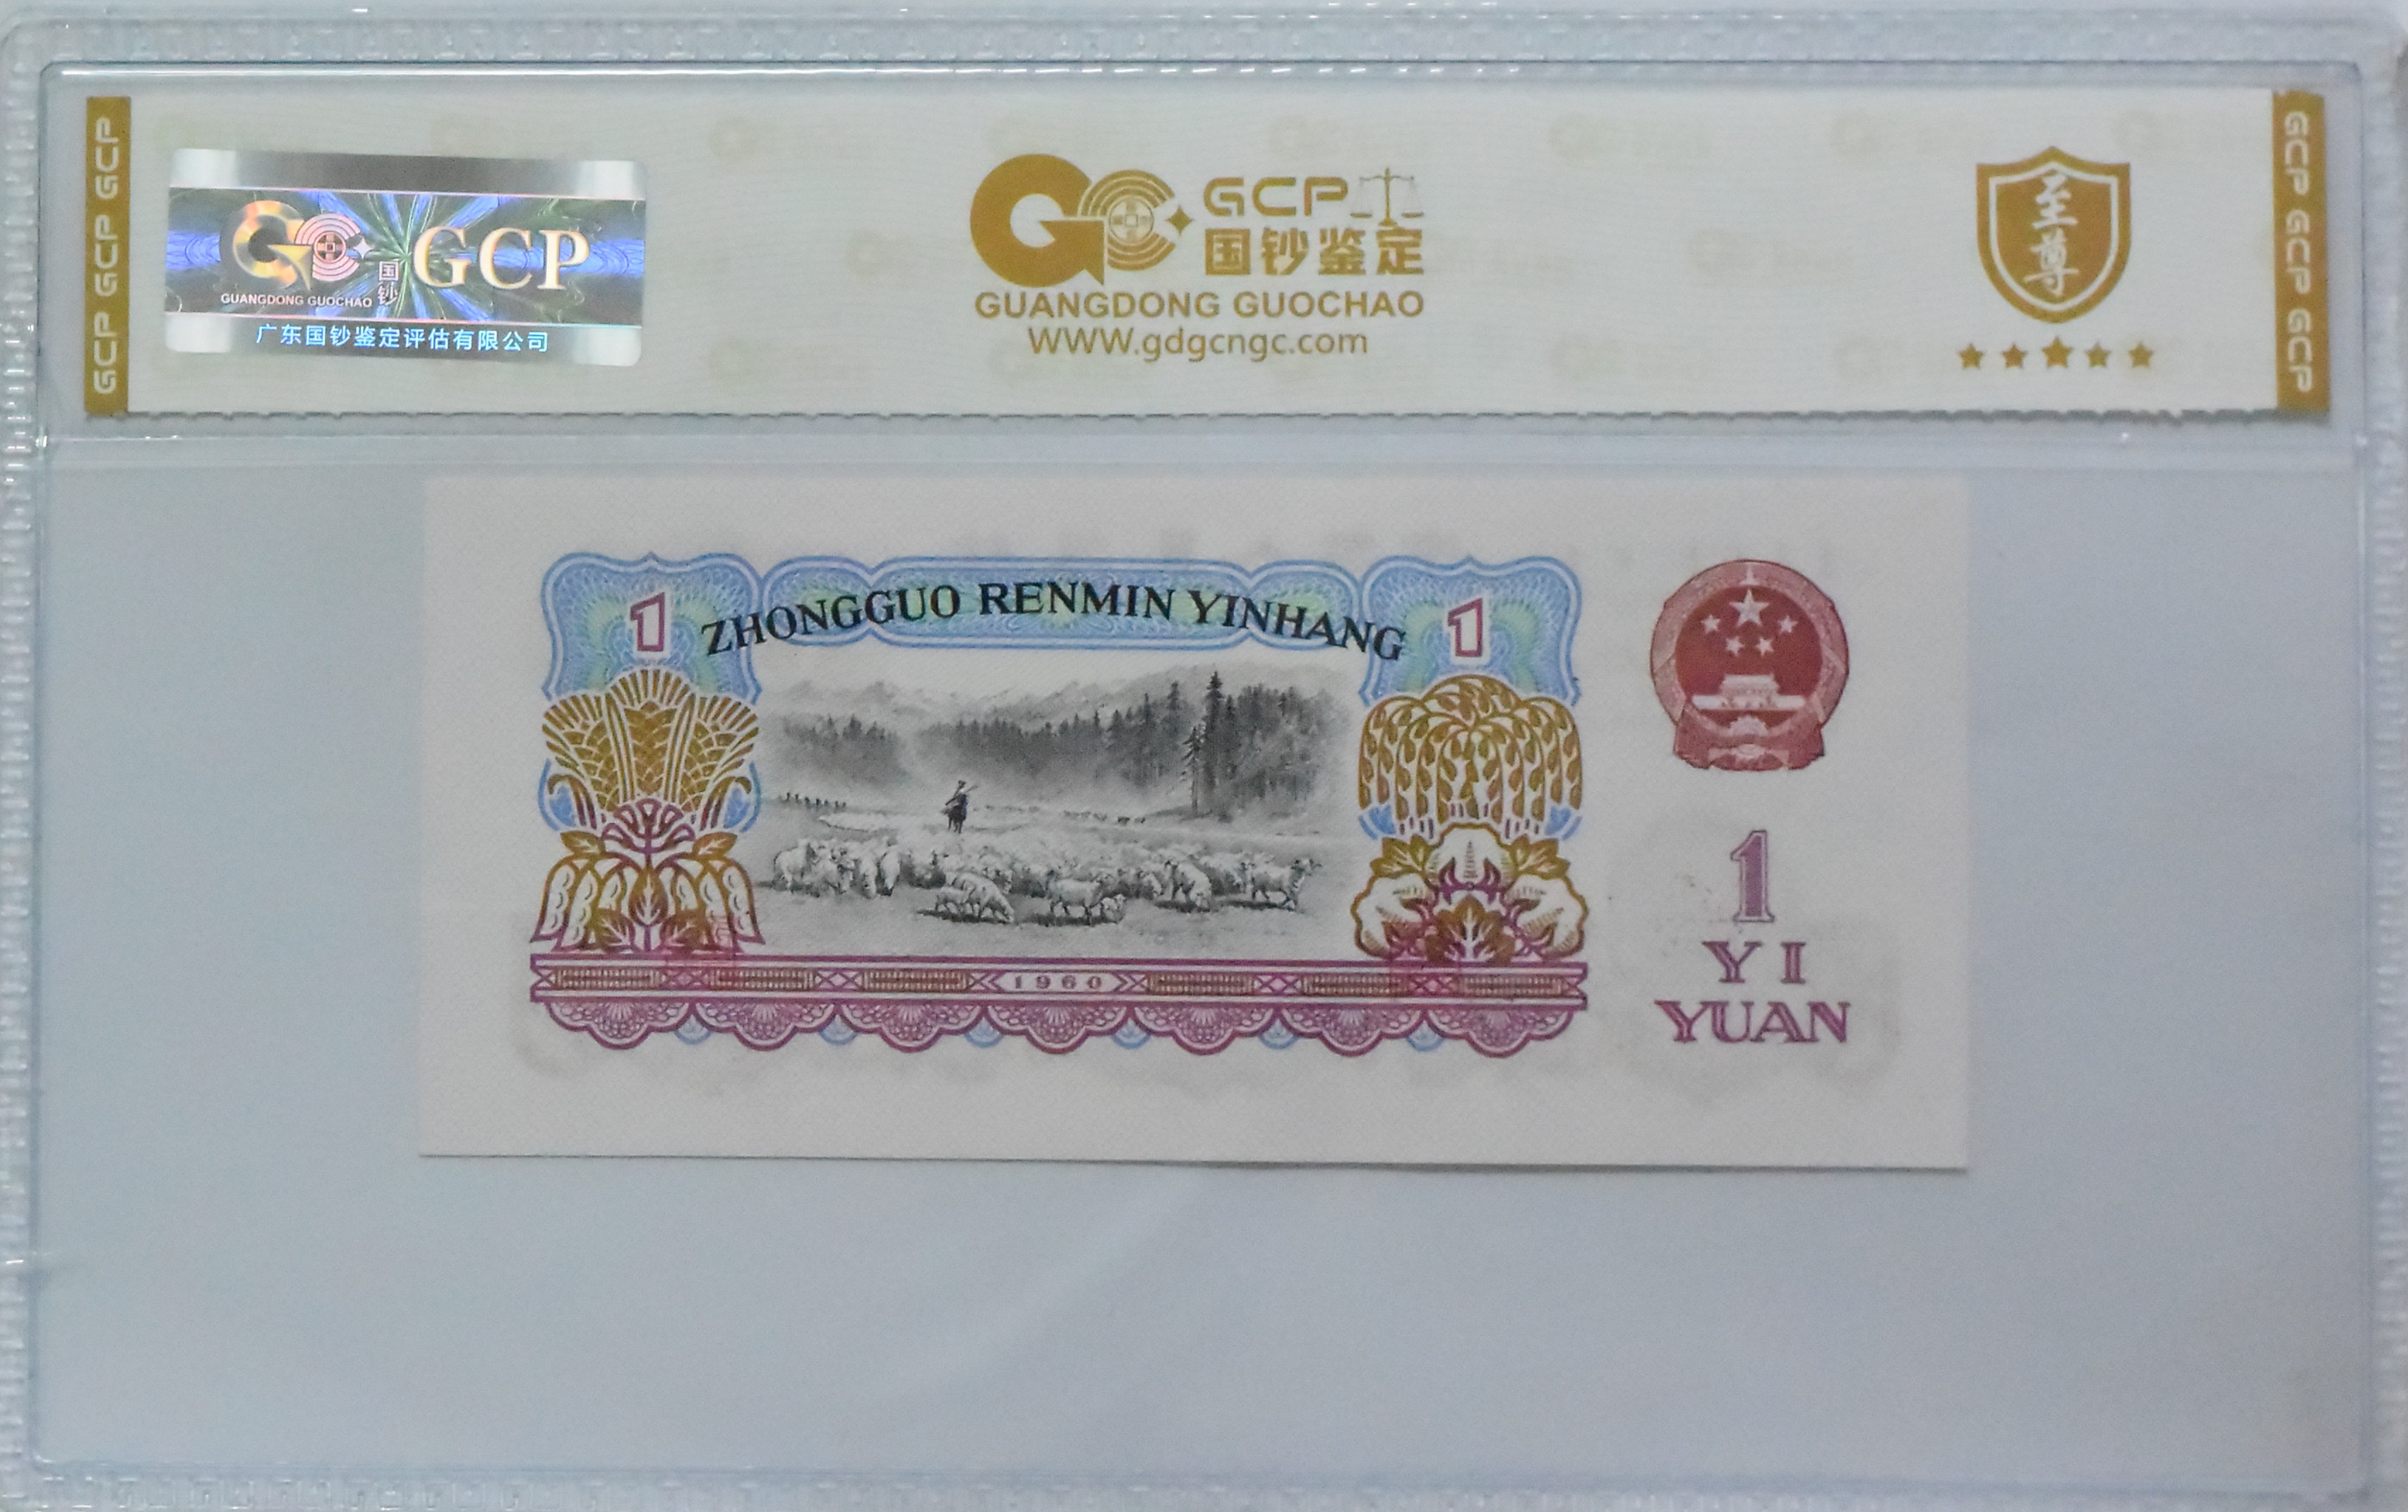 GCP GCP GCP
GUANGDONG GUOCHAO
国钞
GCP
广东国钞鉴定评估有限公司
GCP
国钞鉴定
GUANGDONG GUOCHAO
WWW.gdgcngc.com
至尊
GCP GCP GCP
1
ZHONGGUO RENMIN YINHANG
1
1960
1
YI
YUAN